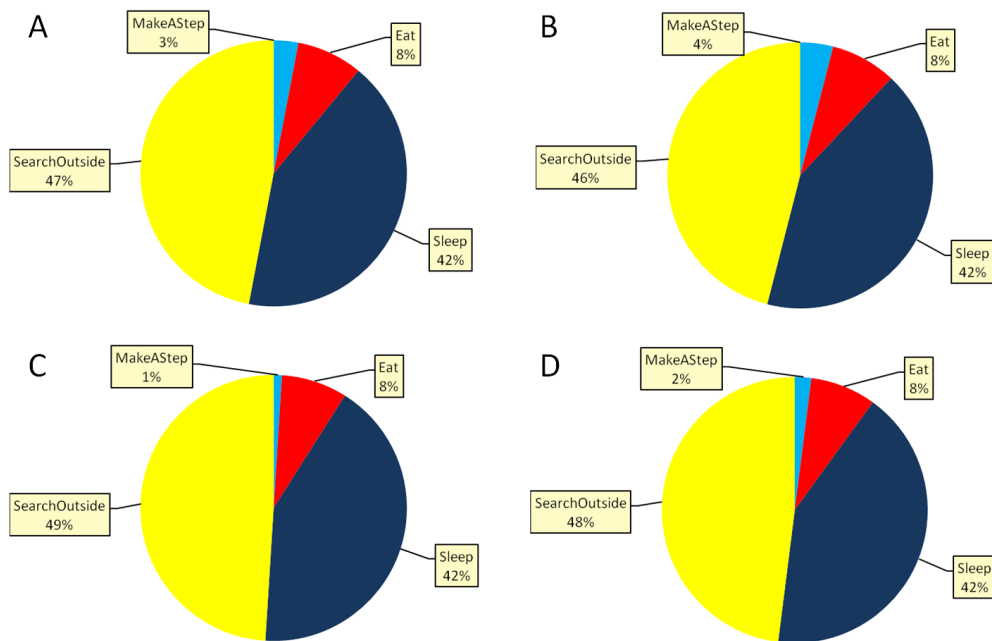 A
MakeAStep
3%
Eat
8%
SearchOutside
47%
Sleep
42%
B
MakeAStep
4%
Eat
8%
SearchOutside
46%
Sleep
42%
C
MakeAStep
1%
Eat
8%
SearchOutside
49%
Sleep
42%
D
MakeAStep
2%
Eat
8%
SearchOutside
48%
Sleep
42%